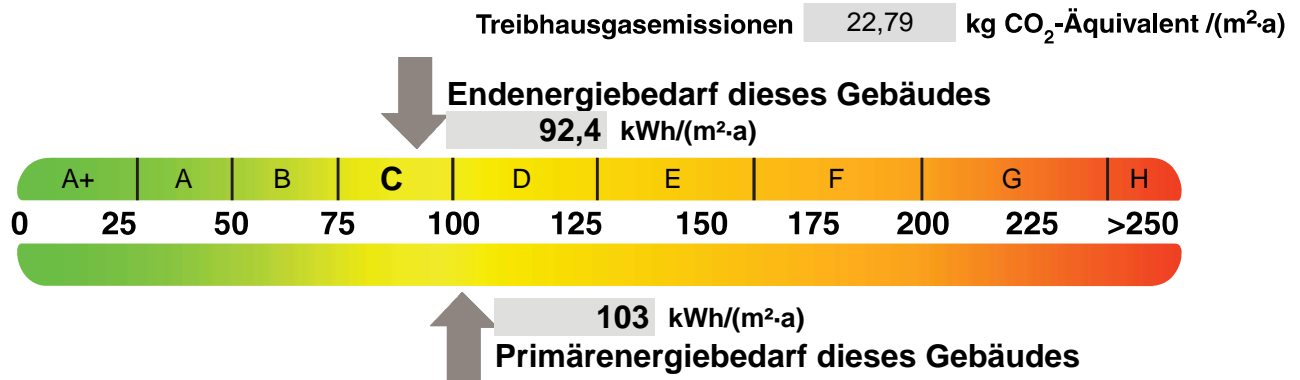 Treibhausgasemissionen 22,79 kg CO₂-Äquivalent /(m²·a)
Endenergiebedarf dieses Gebäudes
92,4 kWh/(m²·a)
A+ A B C D E F G H
0 25 50 75 100 125 150 175 200 225 >250
103 kWh/(m²·a)
Primärenergiebedarf dieses Gebäudes